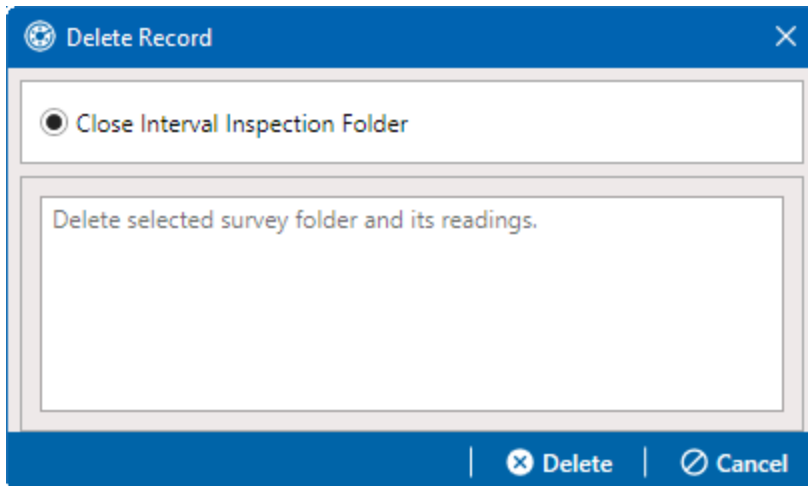 Delete Record
Close Interval Inspection Folder
Delete selected survey folder and its readings.
Delete
Cancel